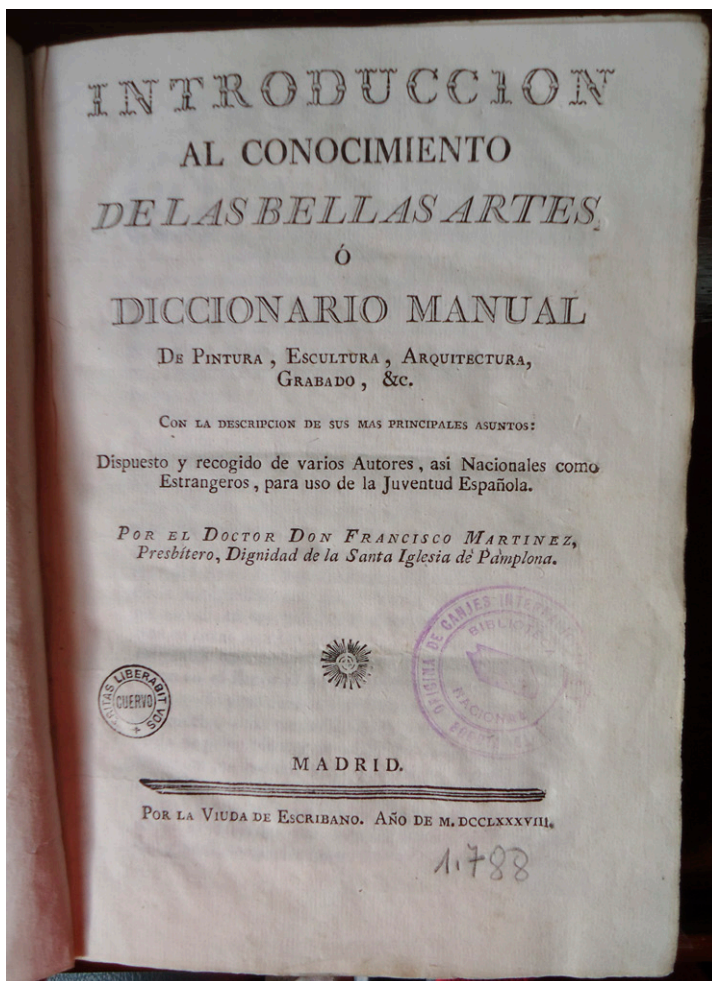 INTRODUCCION
AL CONOCIMIENTO
DE LAS BELLAS ARTES,
Ó
DICCIONARIO MANUAL
DE PINTURA, ESCULTURA, ARQUITECTURA,
GRABADO, &c.
CON LA DESCRIPCION DE SUS MAS PRINCIPALES ASUNTOS:
Dispuesto y recogido de varios Autores, asi Nacionales como
Estrangeros, para uso de la Juventud Española.
POR EL DOCTOR DON FRANCISCO MARTINEZ,
Presbítero, Dignidad de la Santa Iglesia de Pamplona.
OFICINA DE CANJES
BIBLIOTECA
NACIONAL
BOGOTA
VERITAS LIBERABIT VOS
CUERVO
MADRID.
POR LA VIUDA DE ESCRIBANO. AÑO DE M.DCCLXXXVIII.
1.788